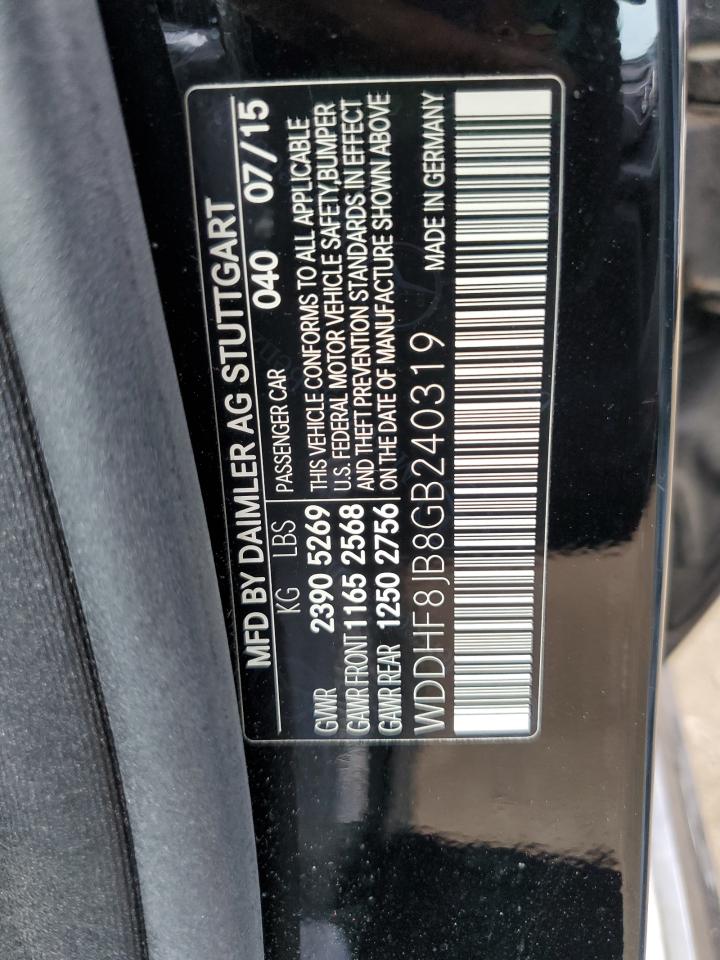 MFD BY DAIMLER AG STUTTGART
040 07/15
KG LBS
GVWR 2390 5269
GAWR FRONT 1165 2568
GAWR REAR 1250 2756
PASSENGER CAR
THIS VEHICLE CONFORMS TO ALL APPLICABLE
U.S. FEDERAL MOTOR VEHICLE SAFETY,BUMPER
AND THEFT PREVENTION STANDARDS IN EFFECT
ON THE DATE OF MANUFACTURE SHOWN ABOVE
WDDHF8JB8GB240319
MADE IN GERMANY